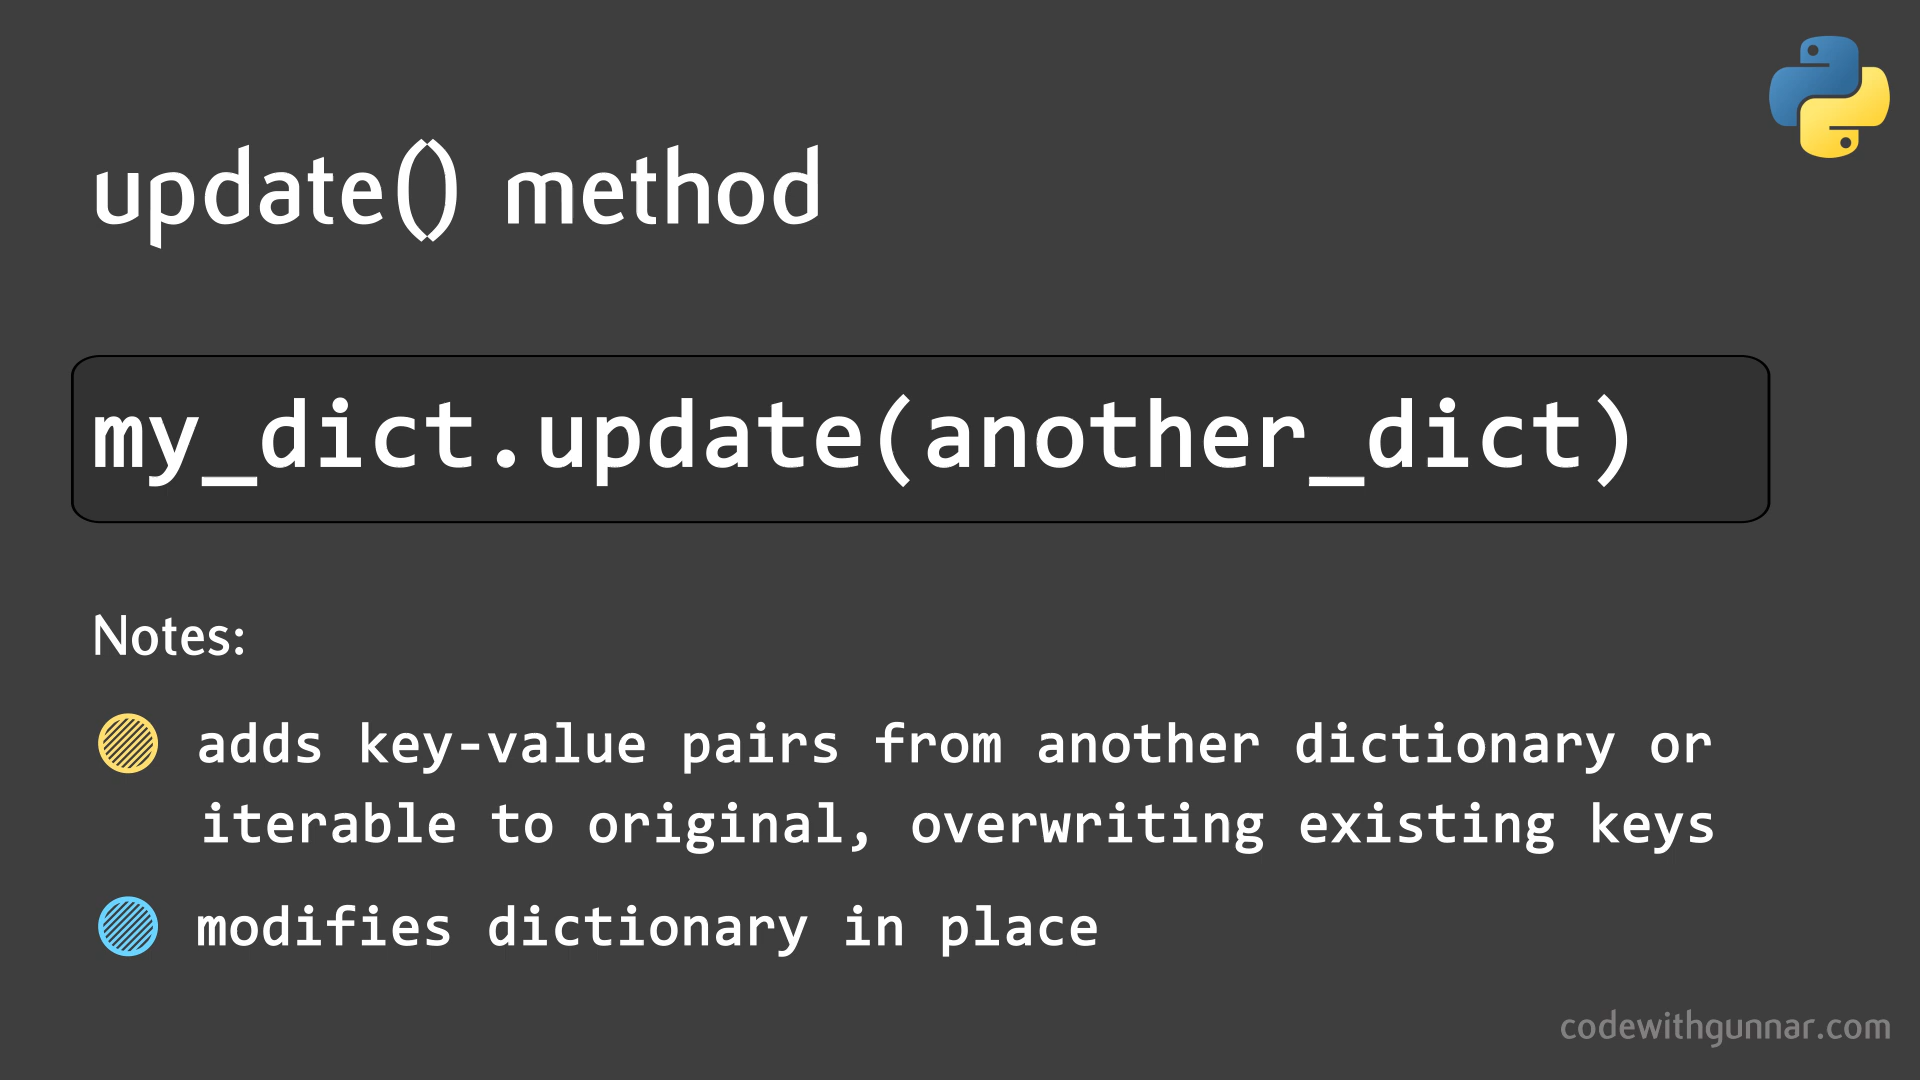 update() method
my_dict.update(another_dict)
Notes:
adds key-value pairs from another dictionary or
iterable to original, overwriting existing keys
modifies dictionary in place
codewithgunnar.com